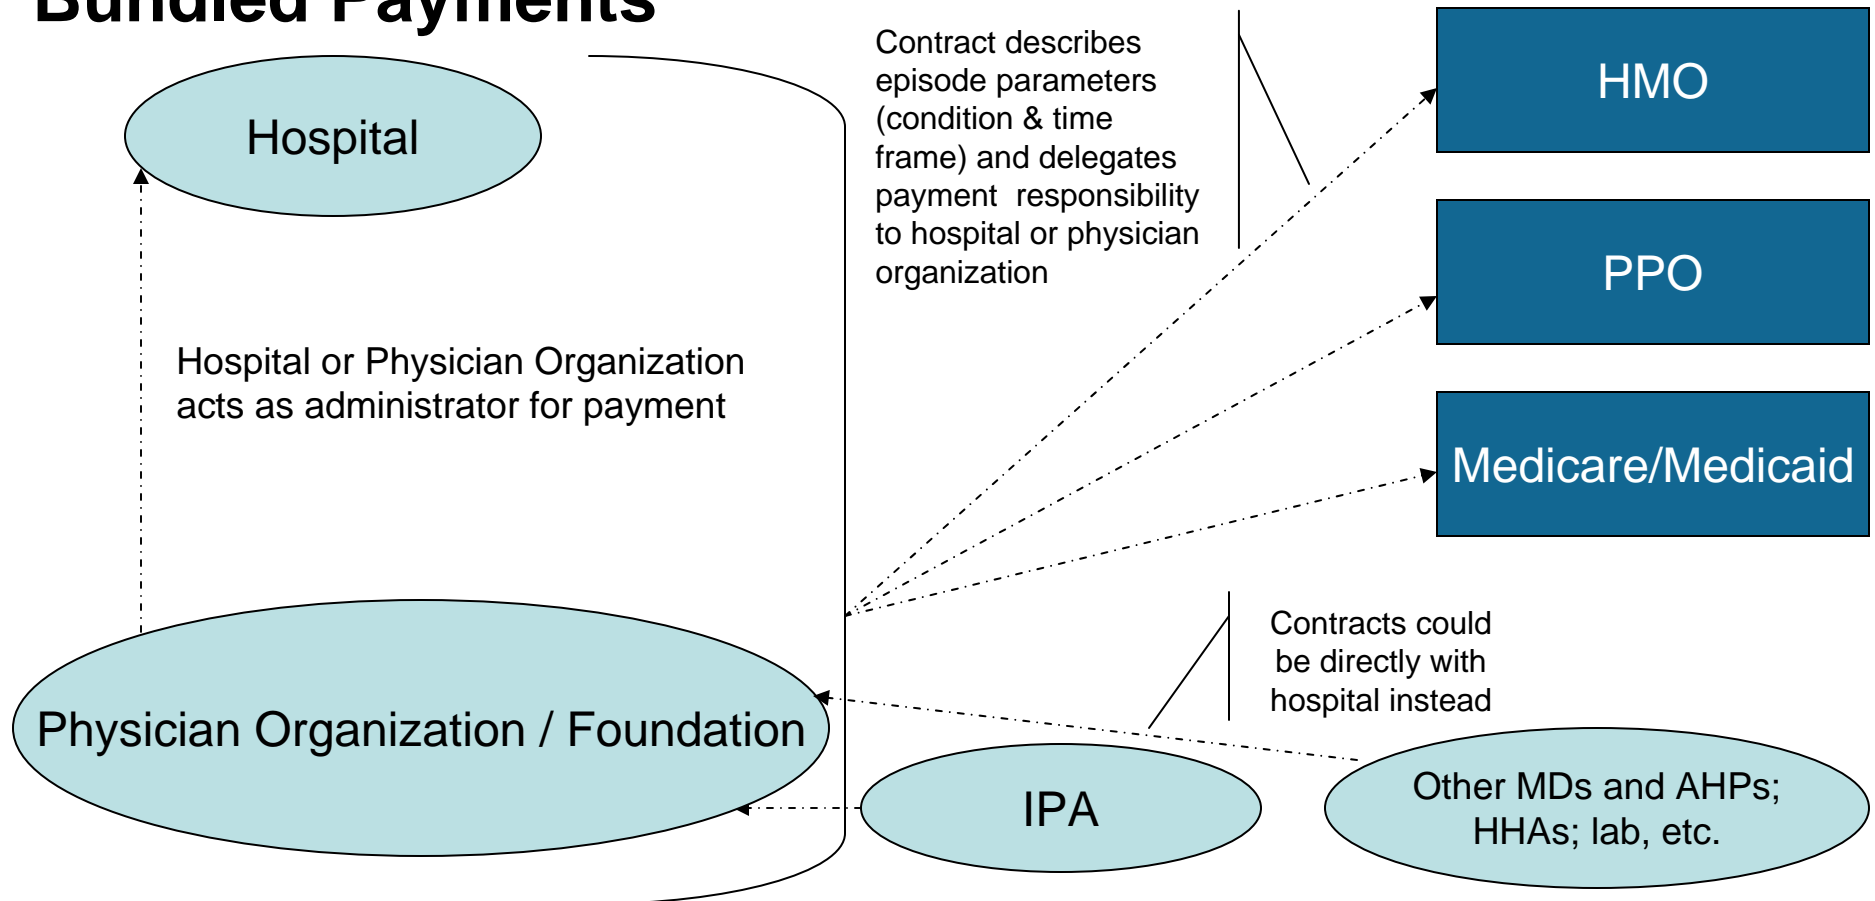 Bundled Payments
Hospital
Contract describes
episode parameters
(condition & time
frame) and delegates
payment responsibility
to hospital or physician
organization
HMO
PPO
Medicare/Medicaid
Hospital or Physician Organization
acts as administrator for payment
Physician Organization / Foundation
Contracts could
be directly with
hospital instead
IPA
Other MDs and AHPs;
HHAs; lab, etc.